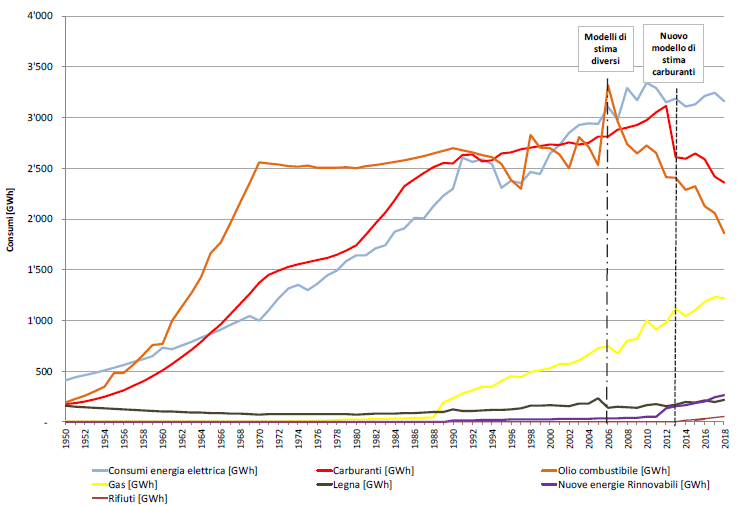 4'000
3'500
3'000
2'500
2'000
1'500
1'000
500
-
Consumi [GWh]
Modelli di
stima
diversi
Nuovo
modello di
stima
carburanti
1950 1952 1954 1956 1958 1960 1962 1964 1966 1968 1970 1972 1974 1976 1978 1980 1982 1984 1986 1988 1990 1992 1994 1996 1998 2000 2002 2004 2006 2008 2010 2012 2014 2016 2018
Consumi energia elettrica [GWh] Carburanti [GWh] Olio combustibile [GWh]
Gas [GWh] Legna [GWh] Nuove energie Rinnovabili [GWh]
Rifiuti [GWh]